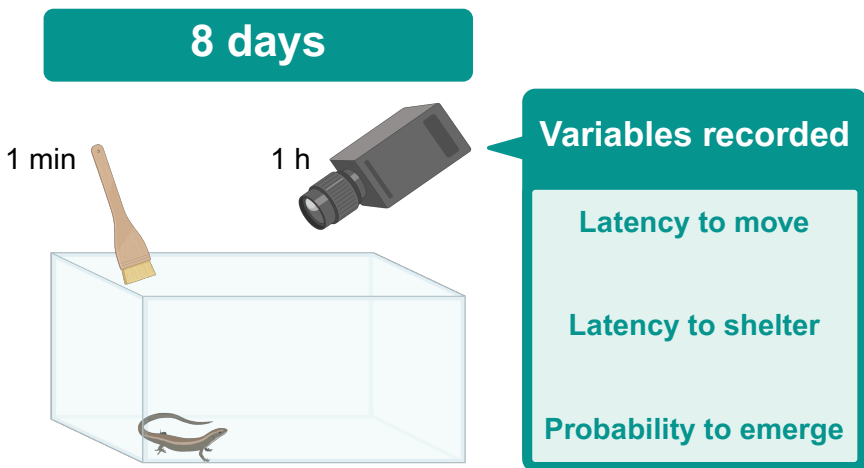 8 days
1 min
1 h
Variables recorded
Latency to move
Latency to shelter
Probability to emerge